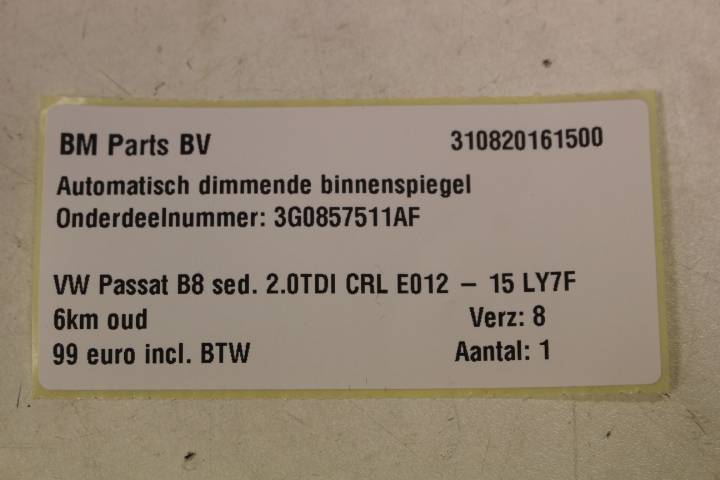 BM Parts BV 310820161500
Automatisch dimmende binnenspiegel
Onderdeelnummer: 3G0857511AF
VW Passat B8 sed. 2.0TDI CRL E012 – 15 LY7F
6km oud Verz: 8
99 euro incl. BTW Aantal: 1